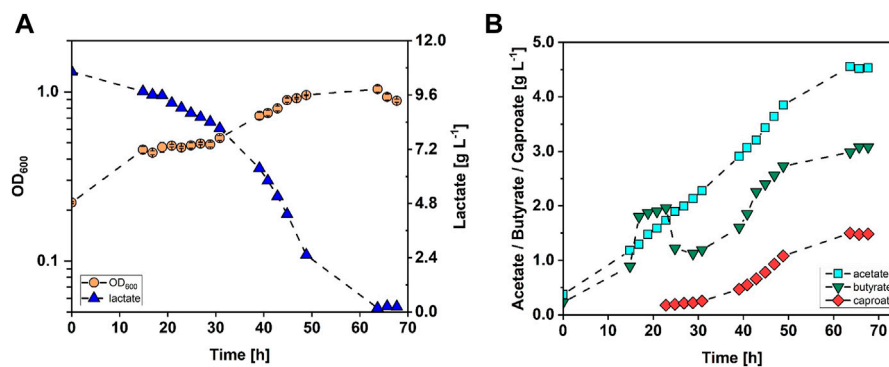 A
B
OD600
1.0
0.1
12.0
9.6
7.2
4.8
2.4
0.0
Lactate [g L-1]
OD600
lactate
0 10 20 30 40 50 60 70
Time [h]
Acetate / Butyrate / Caproate [g L-1]
5.0
4.0
3.0
2.0
1.0
0.0
acetate
butyrate
caproate
0 10 20 30 40 50 60 70
Time [h]